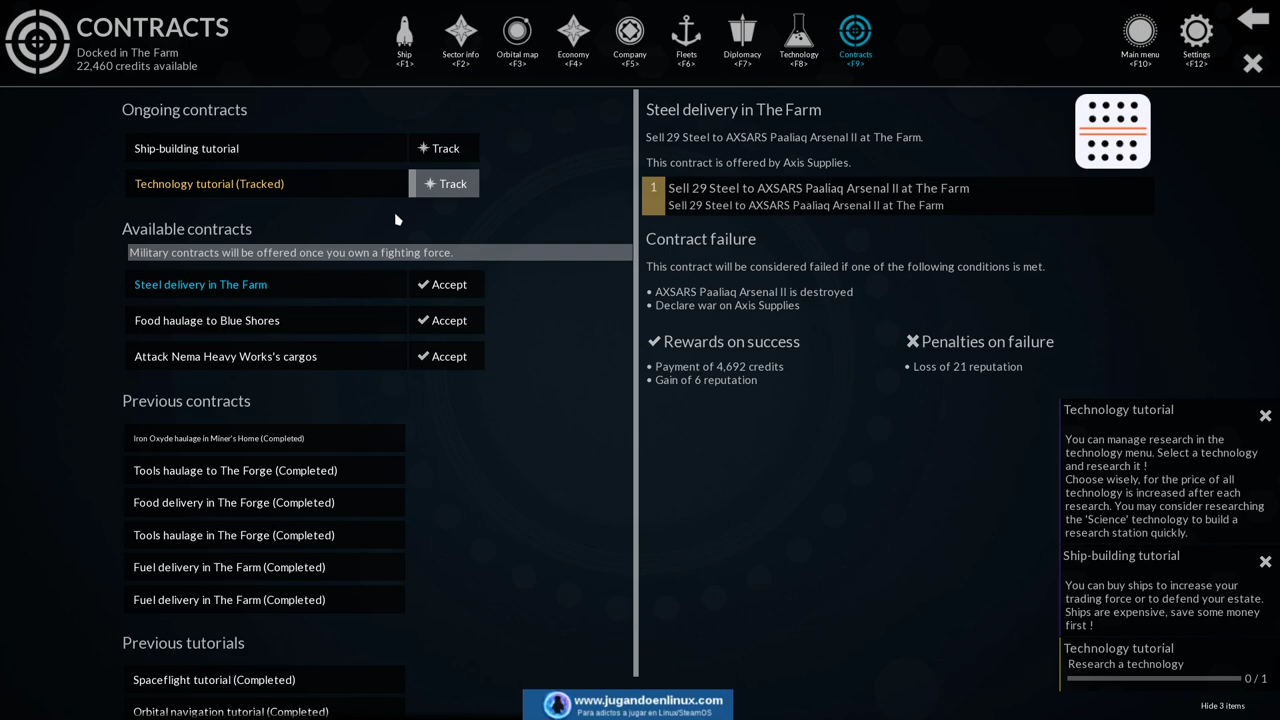 CONTRACTS
Docked in The Farm
22,460 credits available
Ship
<F1>
Sector info
<F2>
Orbital map
<F3>
Economy
<F4>
Company
<F5>
Fleets
<F6>
Diplomacy
<F7>
Technology
<F8>
Contracts
<F9>
Main menu
<F10>
Settings
<F12>
Ongoing contracts
Ship-building tutorial
Track
Technology tutorial (Tracked)
Track
Available contracts
Military contracts will be offered once you own a fighting force.
Steel delivery in The Farm
Accept
Food haulage to Blue Shores
Accept
Attack Nema Heavy Works's cargos
Accept
Previous contracts
Iron Oxyde haulage in Miner's Home (Completed)
Tools haulage to The Forge (Completed)
Food delivery in The Forge (Completed)
Tools haulage in The Forge (Completed)
Fuel delivery in The Farm (Completed)
Fuel delivery in The Farm (Completed)
Previous tutorials
Spaceflight tutorial (Completed)
Orbital navigation tutorial (Completed)
Steel delivery in The Farm
Sell 29 Steel to AXSARS Paaliaq Arsenal II at The Farm.
This contract is offered by Axis Supplies.
1
Sell 29 Steel to AXSARS Paaliaq Arsenal II at The Farm
Sell 29 Steel to AXSARS Paaliaq Arsenal II at The Farm
Contract failure
This contract will be considered failed if one of the following conditions is met.
• AXSARS Paaliaq Arsenal II is destroyed
• Declare war on Axis Supplies
Rewards on success
• Payment of 4,692 credits
• Gain of 6 reputation
Penalties on failure
• Loss of 21 reputation
Technology tutorial
You can manage research in the
technology menu. Select a technology
and research it !
Choose wisely, for the price of all
technology is increased after each
research. You may consider researching
the 'Science' technology to build a
research station quickly.
Ship-building tutorial
You can buy ships to increase your
trading force or to defend your estate.
Ships are expensive, save some money
first !
Technology tutorial
Research a technology
0 / 1
Hide 3 items
www.jugandoenlinux.com
Para adictos a jugar en Linux/SteamOS